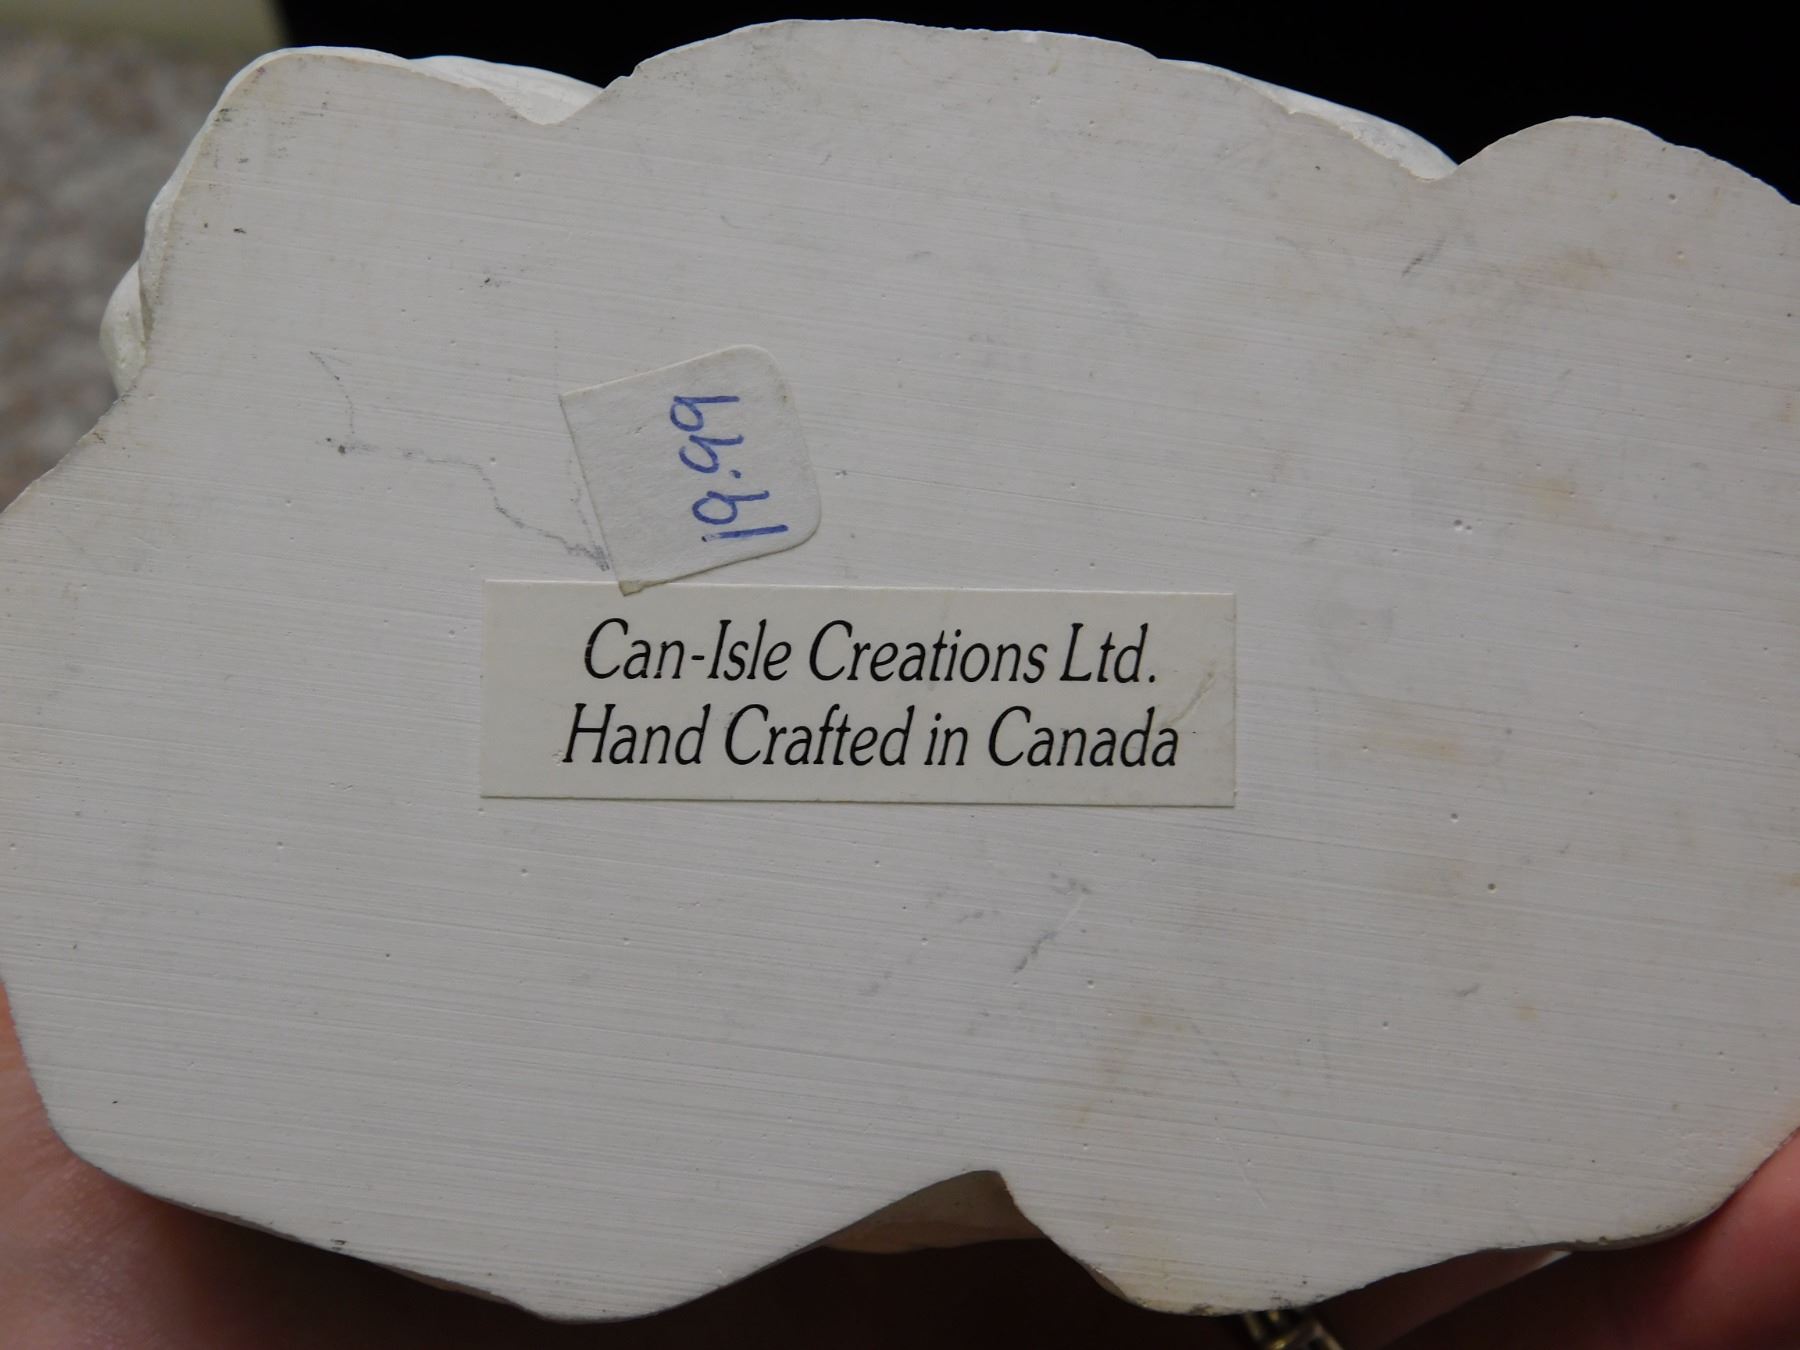 19.99
Can-Isle Creations Ltd.
Hand Crafted in Canada